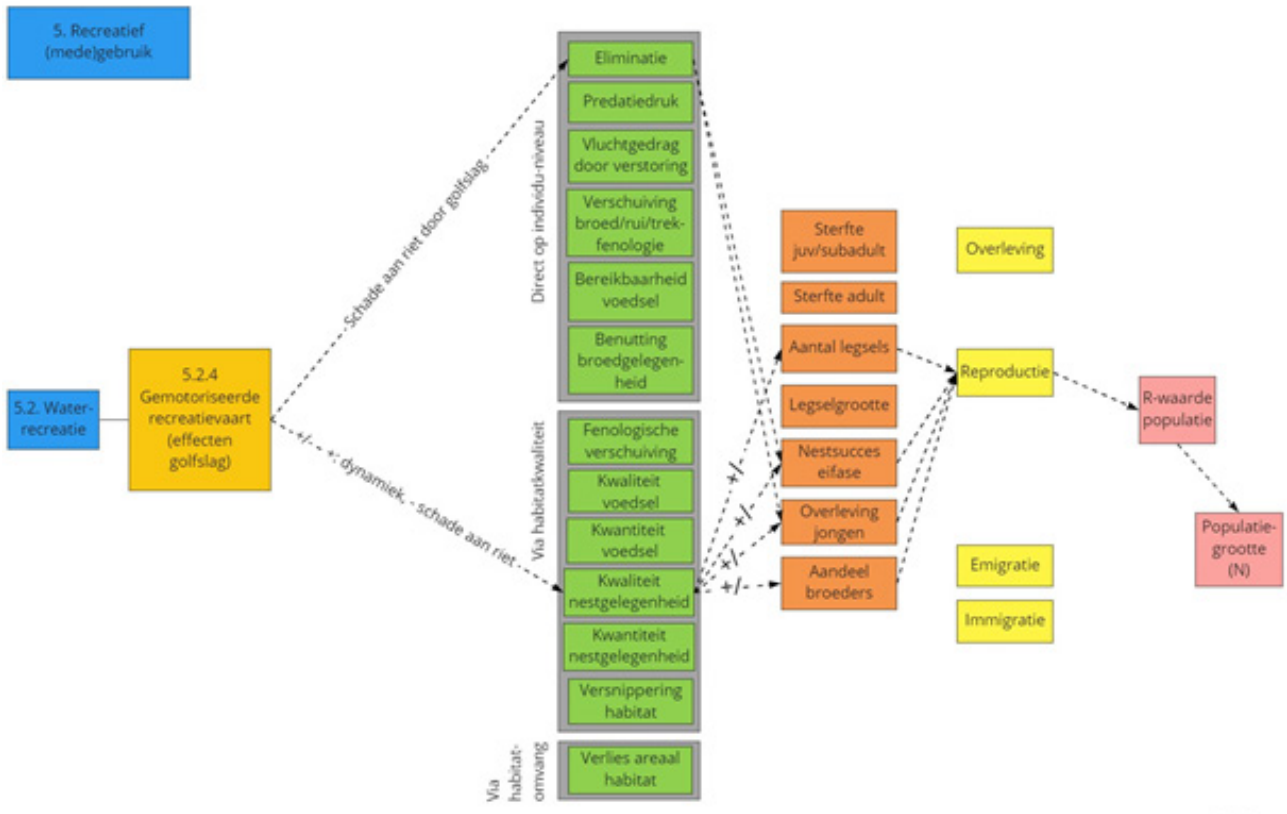 5. Recreatief
(mede)gebruik
5.2. Water-
recreatie
5.2.4
Gemotoriseerde
recreatievaart
(effecten
golfslag)
Schade aan riet door golfslag
+/- +: dynamiek, - schade aan riet
Direct op individu-niveau
Eliminatie
Predatiedruk
Vluchtgedrag
door verstoring
Verschuiving
broed/rui/trek-
fenologie
Bereikbaarheid
voedsel
Benutting
broedgelegen-
heid
Via habitatkwaliteit
Fenologische
verschuiving
Kwaliteit
voedsel
Kwantiteit
voedsel
Kwaliteit
nestgelegenheid
Kwantiteit
nestgelegenheid
Versnippering
habitat
Via
habitat-
omvang
Verlies areaal
habitat
+/-
+/-
+/-
+/-
Sterfte
juv/subadult
Sterfte adult
Aantal legsels
Legselgrootte
Nestsucces
eifase
Overleving
jongen
Aandeel
broeders
Overleving
Reproductie
Emigratie
Immigratie
R-waarde
populatie
Populatie-
grootte
(N)